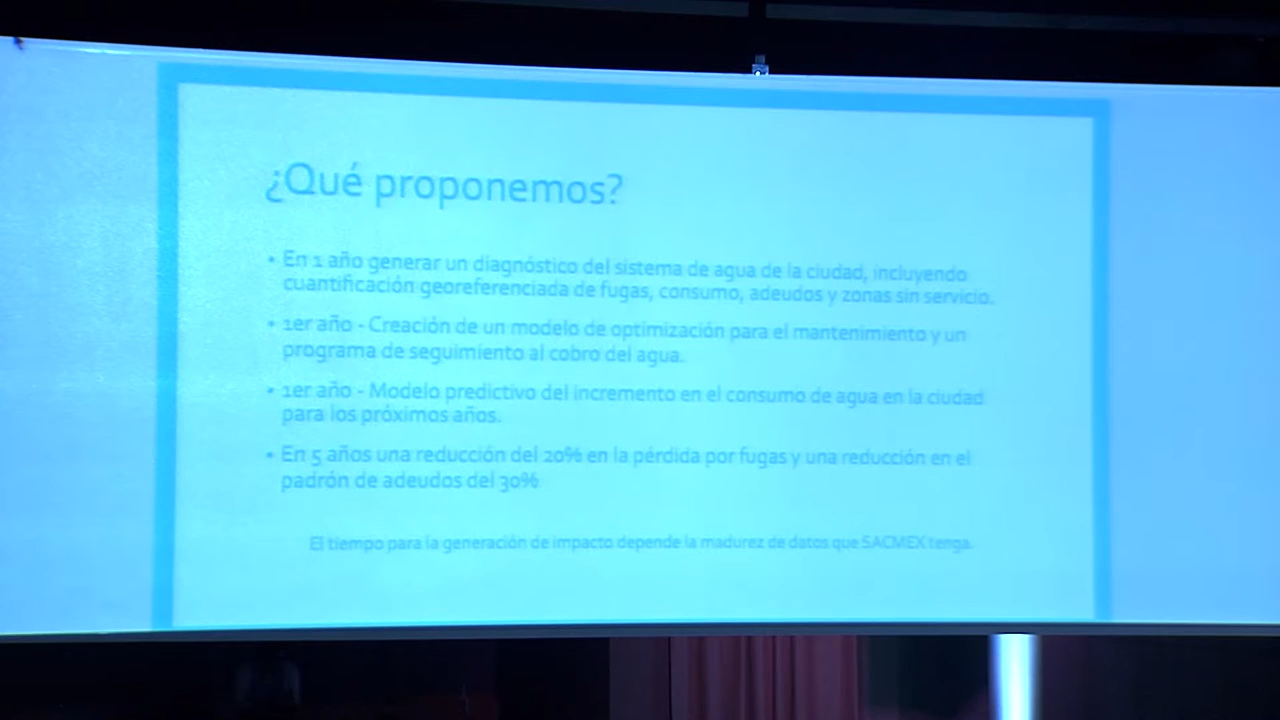 ¿Qué proponemos?
• En 1 año generar un diagnóstico del sistema de agua de la ciudad, incluyendo
cuantificación georeferenciada de fugas, consumo, adeudos y zonas sin servicio.
• 1er año - Creación de un modelo de optimización para el mantenimiento y un
programa de seguimiento al cobro del agua.
• 1er año - Modelo predictivo del incremento en el consumo de agua en la ciudad
para los próximos años.
• En 5 años una reducción del 20% en la pérdida por fugas y una reducción en el
padrón de adeudos del 30%
El tiempo para la generación de impacto depende la madurez de datos que SACMEX tenga.